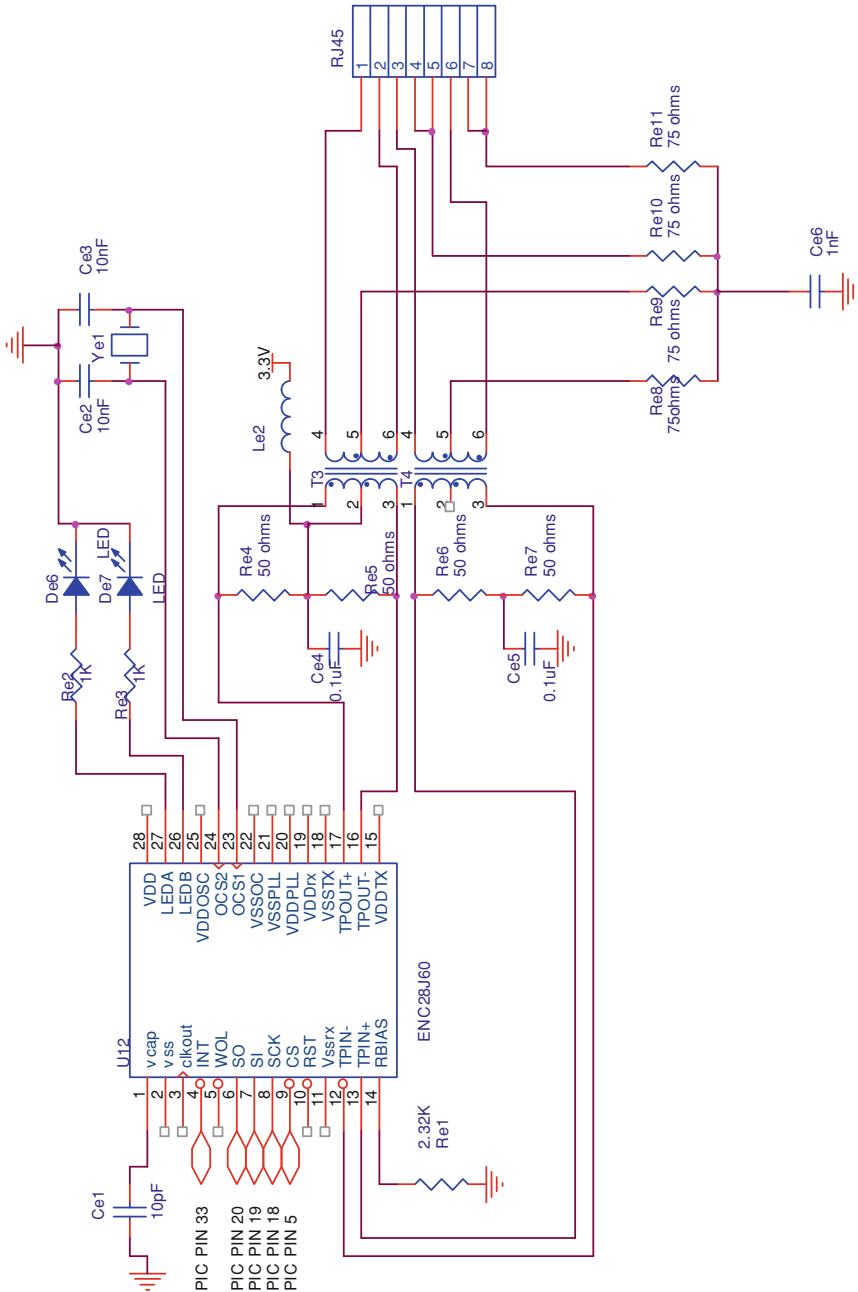 RJ45
1
2
3
4
5
6
7
8
Ce3
10nF
Ye1
Ce2
10nF
3.3V
Le2
De6
LED
De7
LED
Re2
1K
Re3
1K
T3
1
2
3
4
5
6
T4
1
2
3
4
5
6
Re4
50 ohms
Re5
50 ohms
Re6
50 ohms
Re7
50 ohms
Ce4
0.1uF
Ce5
0.1uF
Re11
75 ohms
Re10
75 ohms
Re9
75 ohms
Re8
75ohms
Ce6
1nF
U12
ENC28J60
28 VDD
27 LEDA
26 LEDB
25 VDDOSC
24 OCS2
23 OCS1
22 VSSOC
21 VSSPLL
20 VDDPLL
19 VDDrx
18 VSSTX
17 TPOUT+
16 TPOUT-
15 VDDTX
1 vcap
2 vss
3 clkout
4 INT
5 WOL
6 SO
7 SI
8 SCK
9 CS
10 RST
11 Vssrx
12 TPIN-
13 TPIN+
14 RBIAS
Ce1
10pF
PIC PIN 33
PIC PIN 20
PIC PIN 19
PIC PIN 18
PIC PIN 5
2.32K
Re1